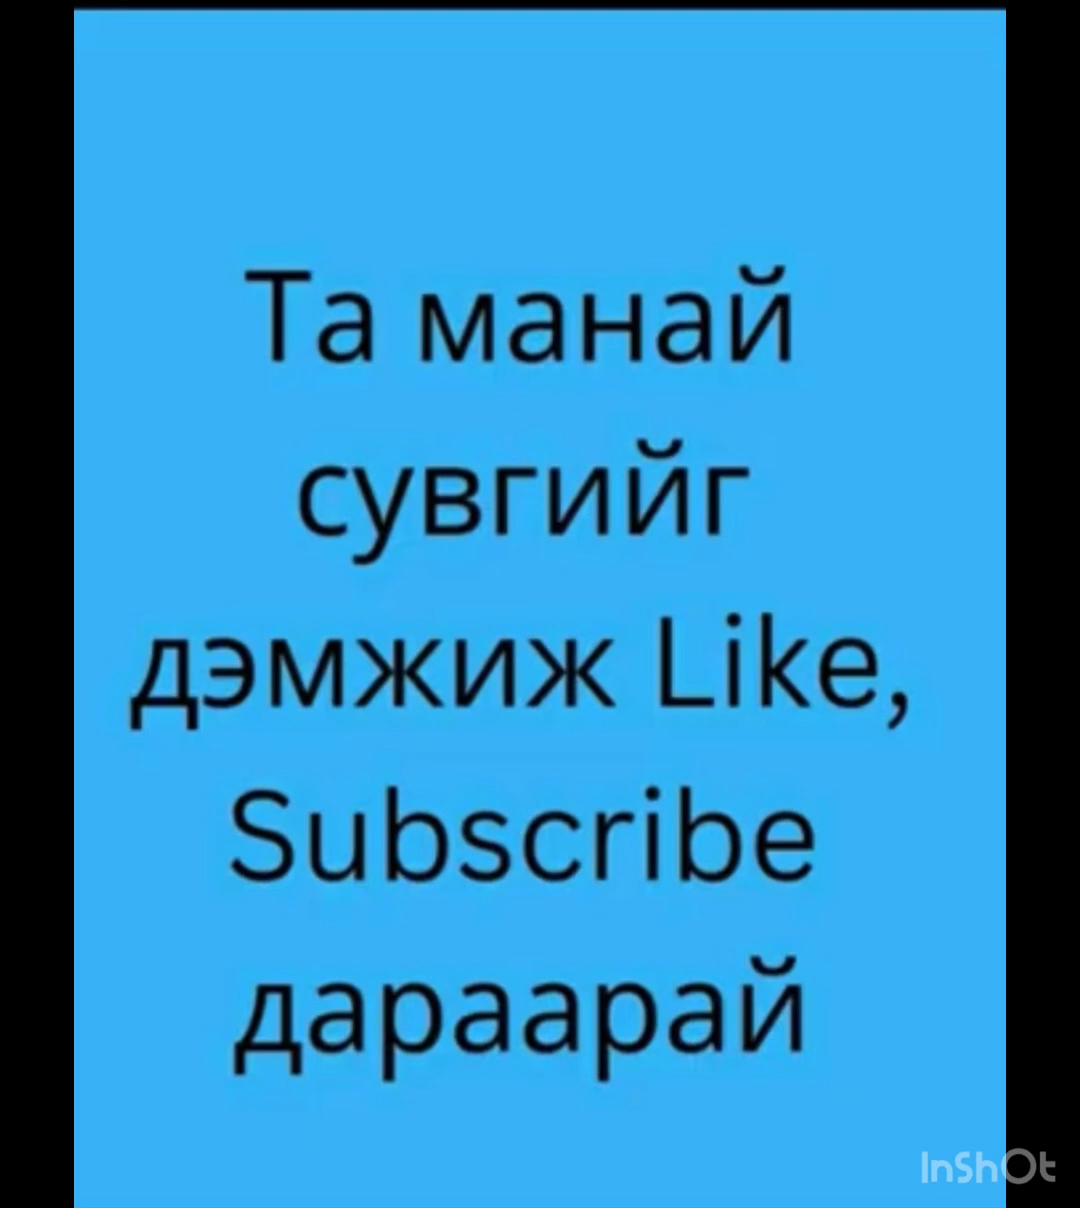 Та манай
сувгийг
дэмжиж Like,
Subscribe
дараарай
InShOt